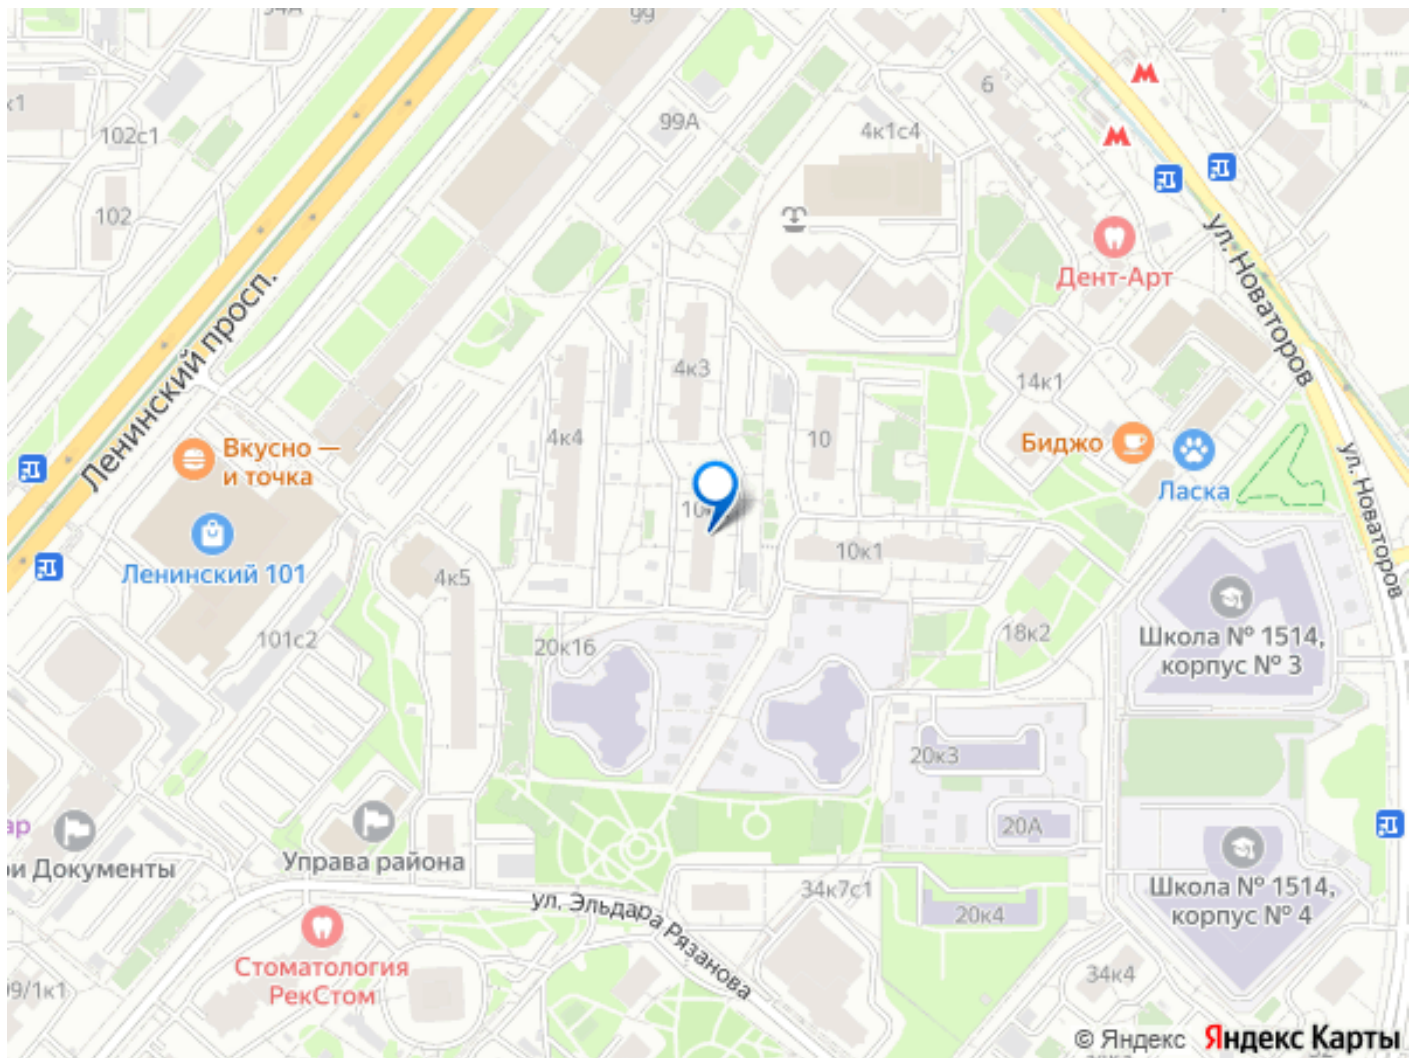 99
102с1
99А
6
4к1с4
102
ул. Новаторов
Дент-Арт
Ленинский просп.
4к3
14к1
4к4
10
Вкусно —
и точка
Биджо
Ласка
ул. Новаторов
10к1
Ленинский 101
4к5
101с2
20к16
18к2
Школа № 1514,
корпус № 3
20к3
20А
Управа района
Документы
34к7с1
Школа № 1514,
корпус № 4
ул. Эльдара Рязанова
20к4
Стоматология
РекСтом
34к4
© Яндекс Яндекс Карты